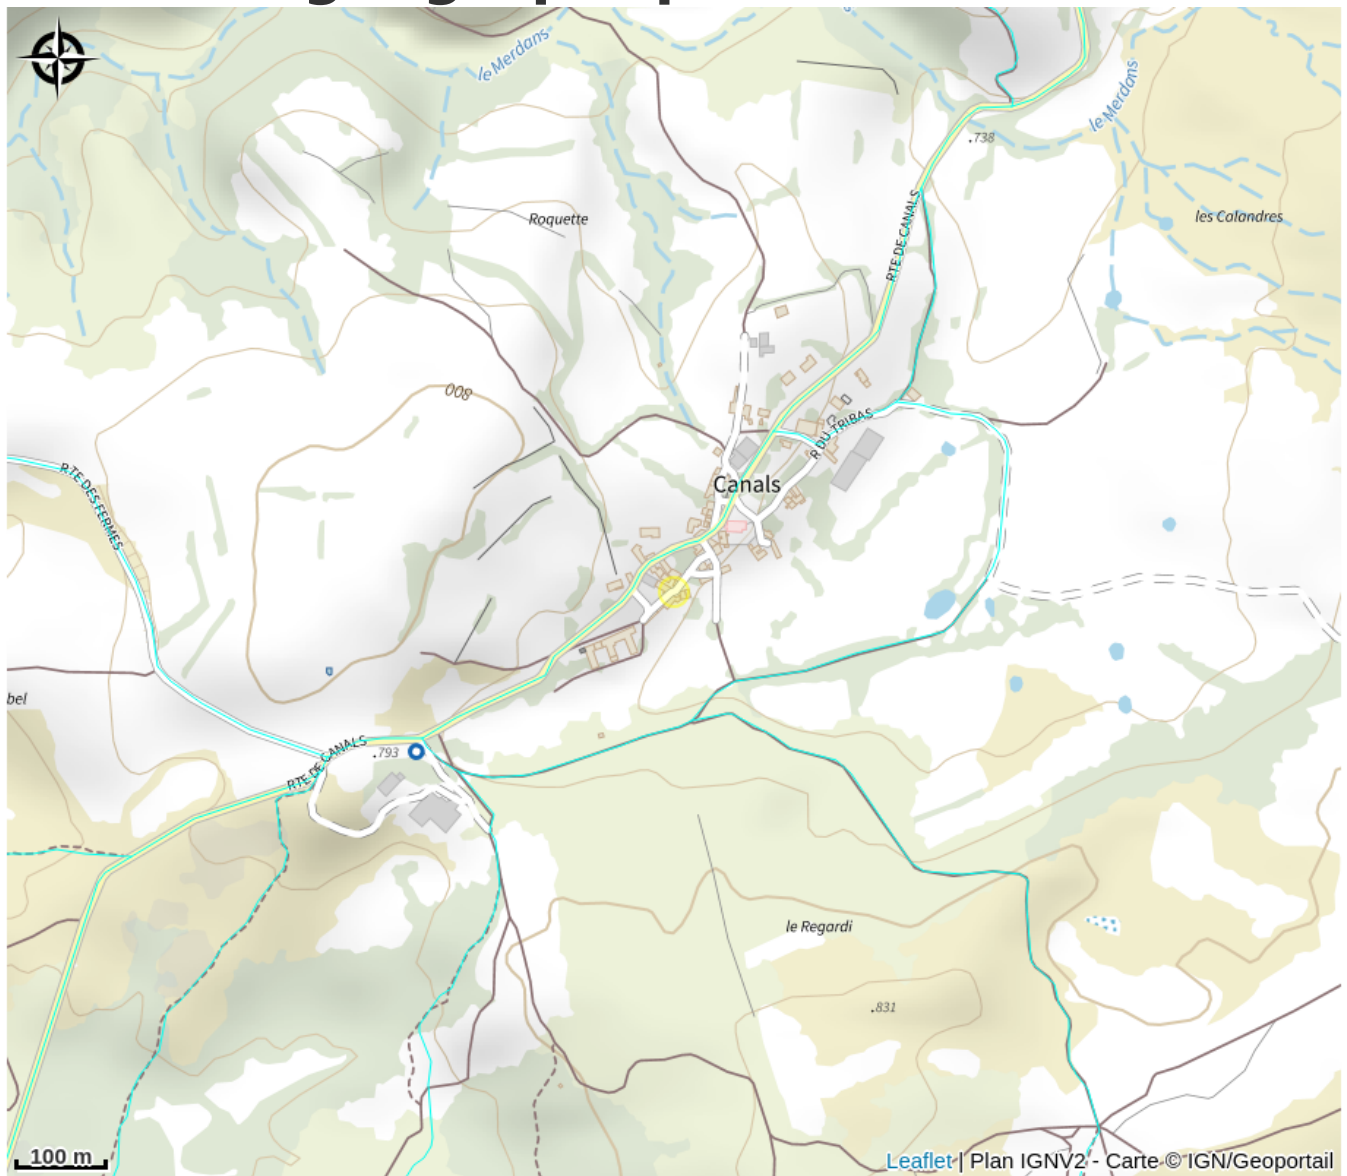 le Merdans
le Merdans
.738
Roquette
les Calandres
RTE DE CANALS
800
R DU TRIBAS
RTE DES FERMES
Canals
bel
RTE DE CANALS
.793
le Regardi
.831
100 m
Leaflet | Plan IGNV2 - Carte © IGN/Geoportail